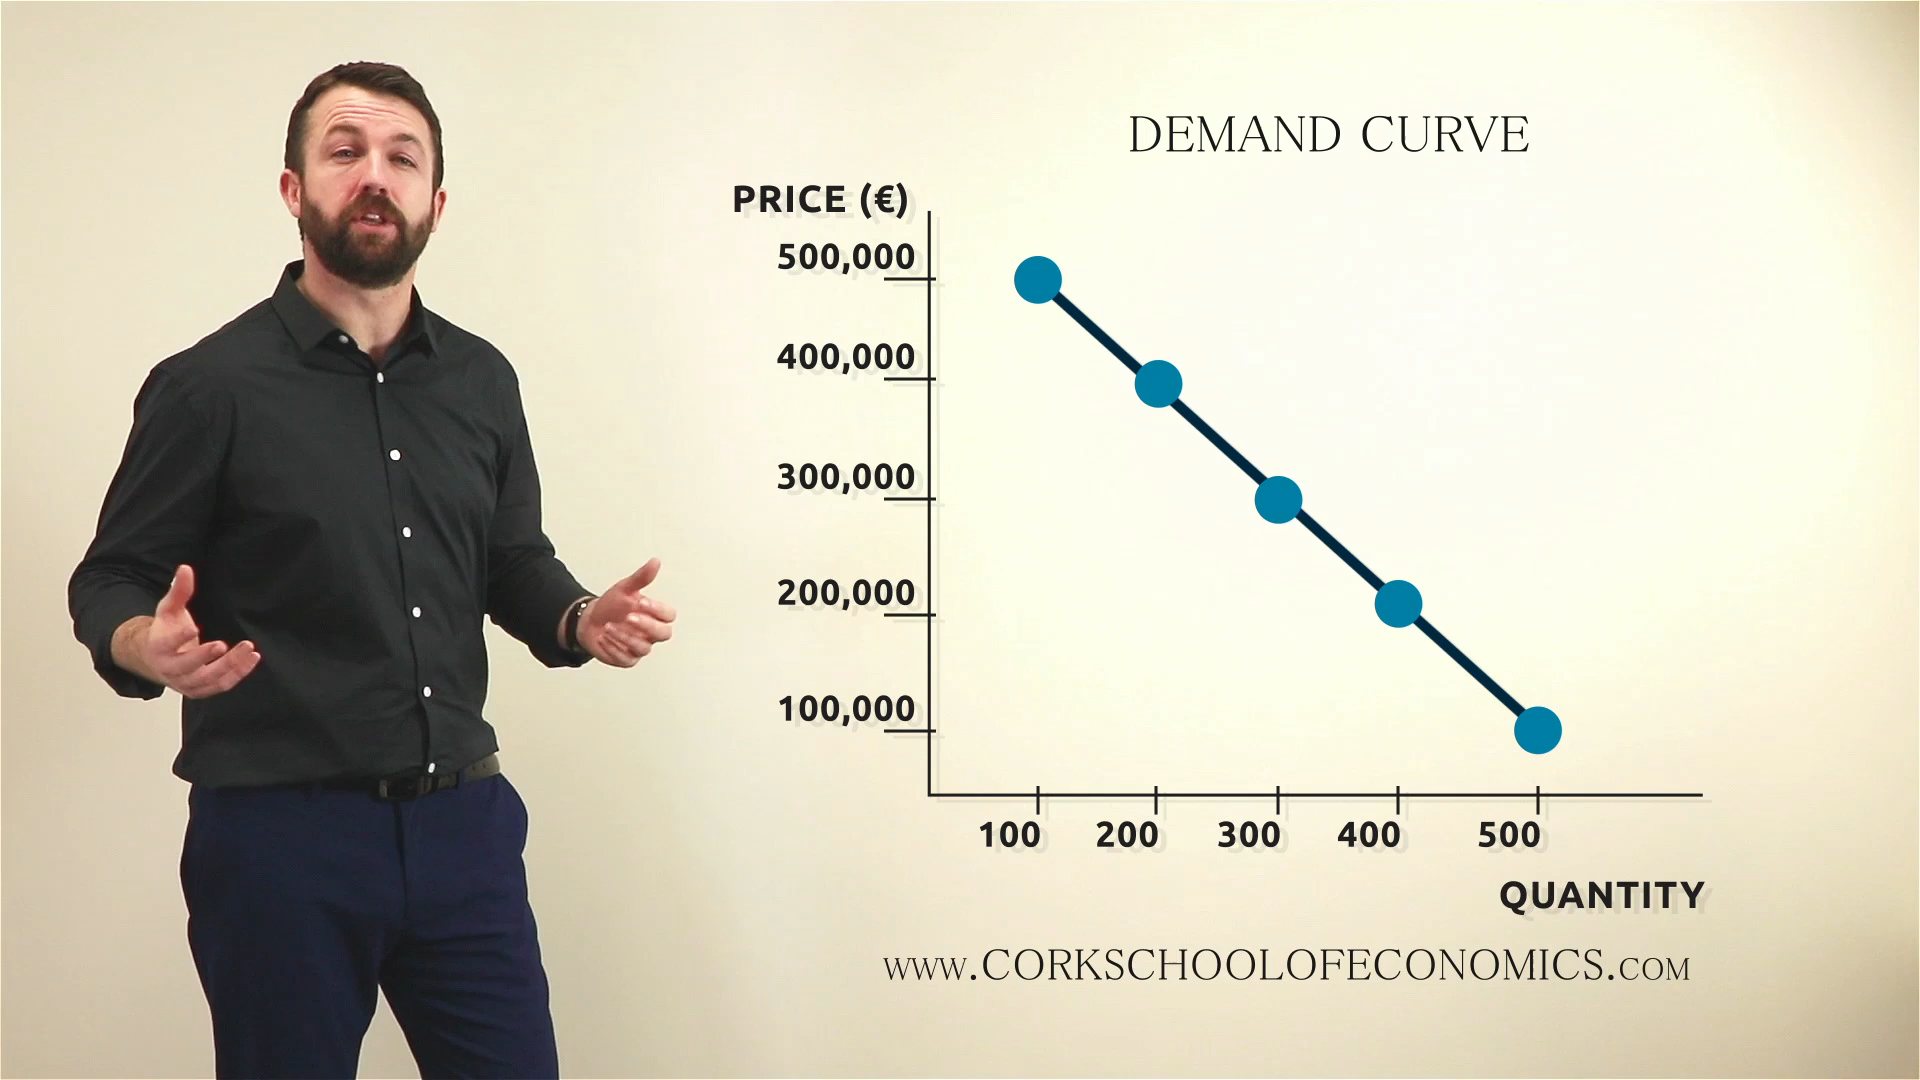 DEMAND CURVE
PRICE (€)
500,000
400,000
300,000
200,000
100,000
100 200 300 400 500
QUANTITY
www.CORKSCHOOLOFECONOMICS.COM